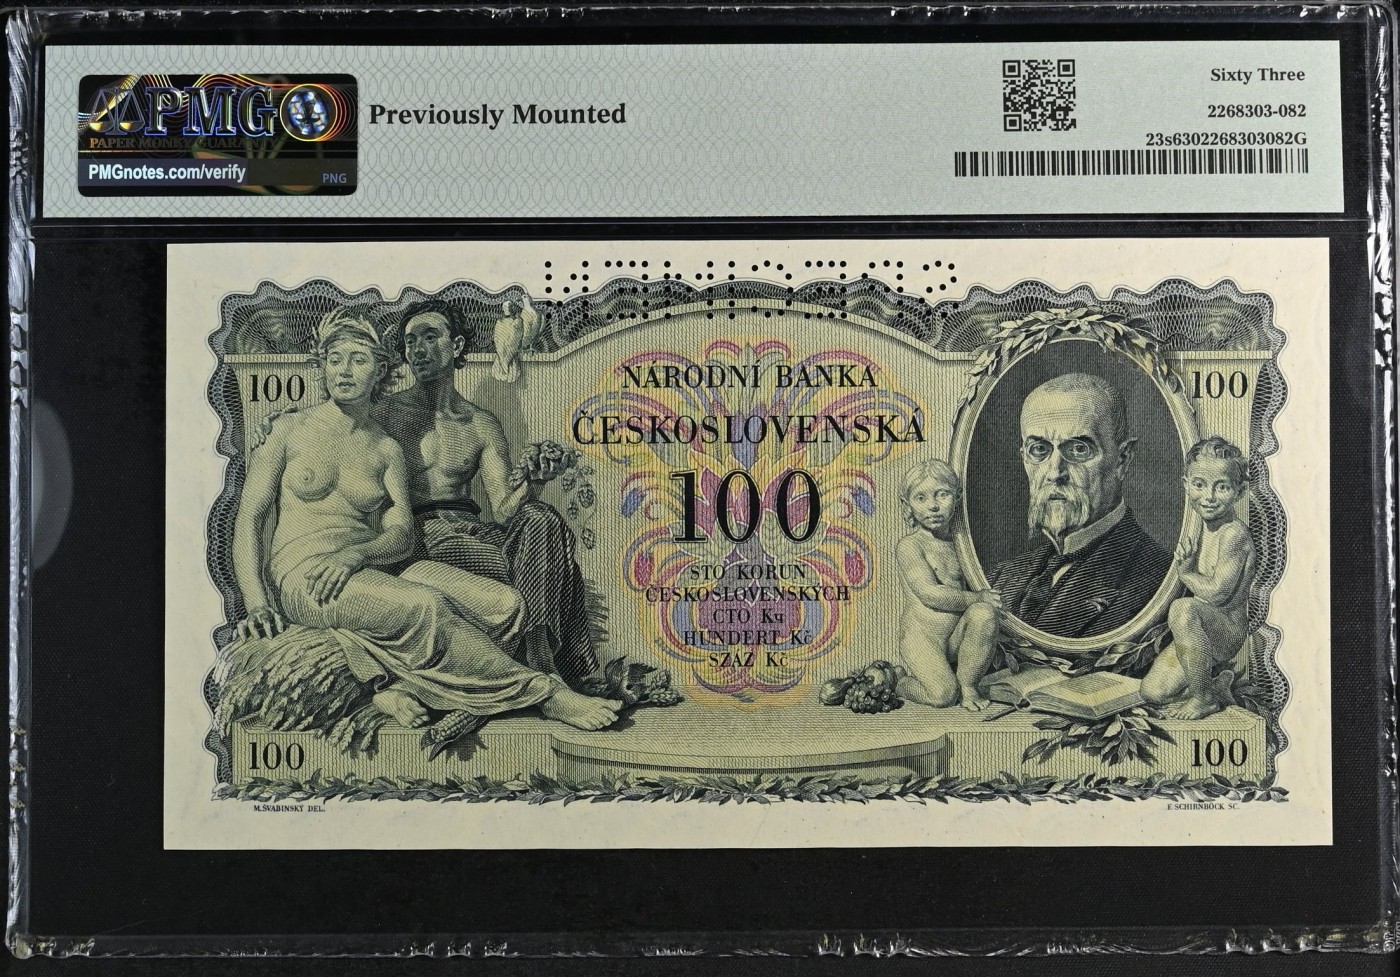 PMG
PAPER MONEY GUARANTY
PMGnotes.com/verify
PNG
Previously Mounted
Sixty Three
2268303-082
23s6302268303082G
SPECIMEN
100
100
NÁRODNÍ BANKA
ČESKOSLOVENSKÁ
100
STO KORUN
ČESKOSLOVENSKÝCH
СТО Кч
HUNDERT Kč
SZÁZ Kč
100
100
M.ŠVABINSKÝ DEL.
F. SCHIRNBÖCK SC.